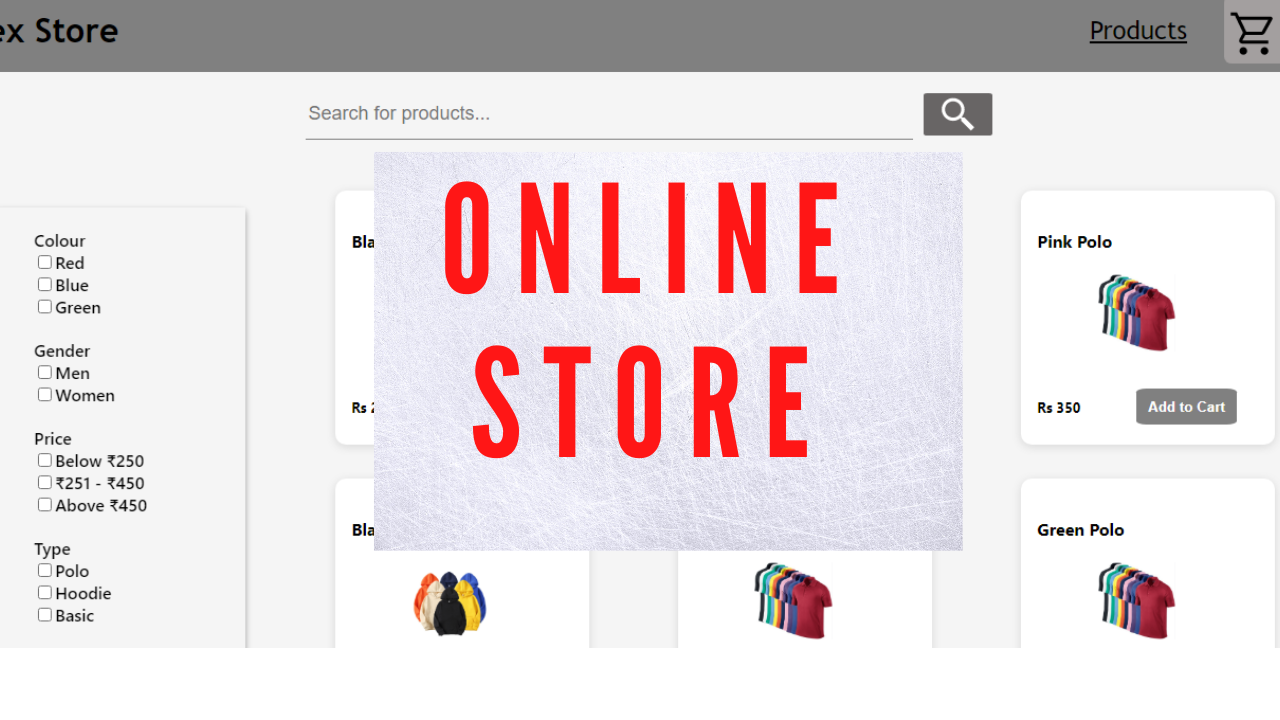 ex Store
Products
Search for products...
ONLINE
STORE
Colour
Red
Blue
Green
Gender
Men
Women
Price
Below ₹250
₹251 - ₹450
Above ₹450
Type
Polo
Hoodie
Basic
Bla
Rs 2
Pink Polo
Rs 350
Add to Cart
Bla
Green Polo